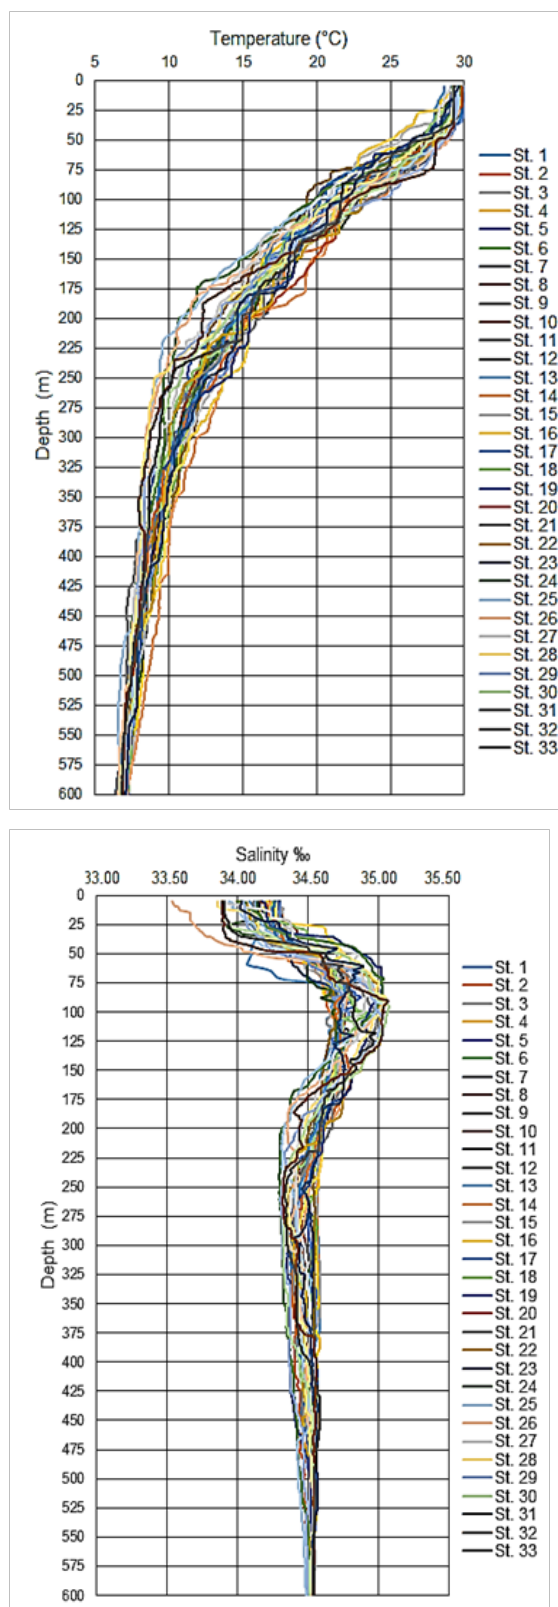 Temperature (°C)
5 10 15 20 25 30
0
25
50
75
100
125
150
175
200
225
250
275
300
325
350
375
400
425
450
475
500
525
550
575
600
Depth (m)
St. 1
St. 2
St. 3
St. 4
St. 5
St. 6
St. 7
St. 8
St. 9
St. 10
St. 11
St. 12
St. 13
St. 14
St. 15
St. 16
St. 17
St. 18
St. 19
St. 20
St. 21
St. 22
St. 23
St. 24
St. 25
St. 26
St. 27
St. 28
St. 29
St. 30
St. 31
St. 32
St. 33
Salinity ‰
33.00 33.50 34.00 34.50 35.00 35.50
0
25
50
75
100
125
150
175
200
225
250
275
300
325
350
375
400
425
450
475
500
525
550
575
600
Depth (m)
St. 1
St. 2
St. 3
St. 4
St. 5
St. 6
St. 7
St. 8
St. 9
St. 10
St. 11
St. 12
St. 13
St. 14
St. 15
St. 16
St. 17
St. 18
St. 19
St. 20
St. 21
St. 22
St. 23
St. 24
St. 25
St. 26
St. 27
St. 28
St. 29
St. 30
St. 31
St. 32
St. 33